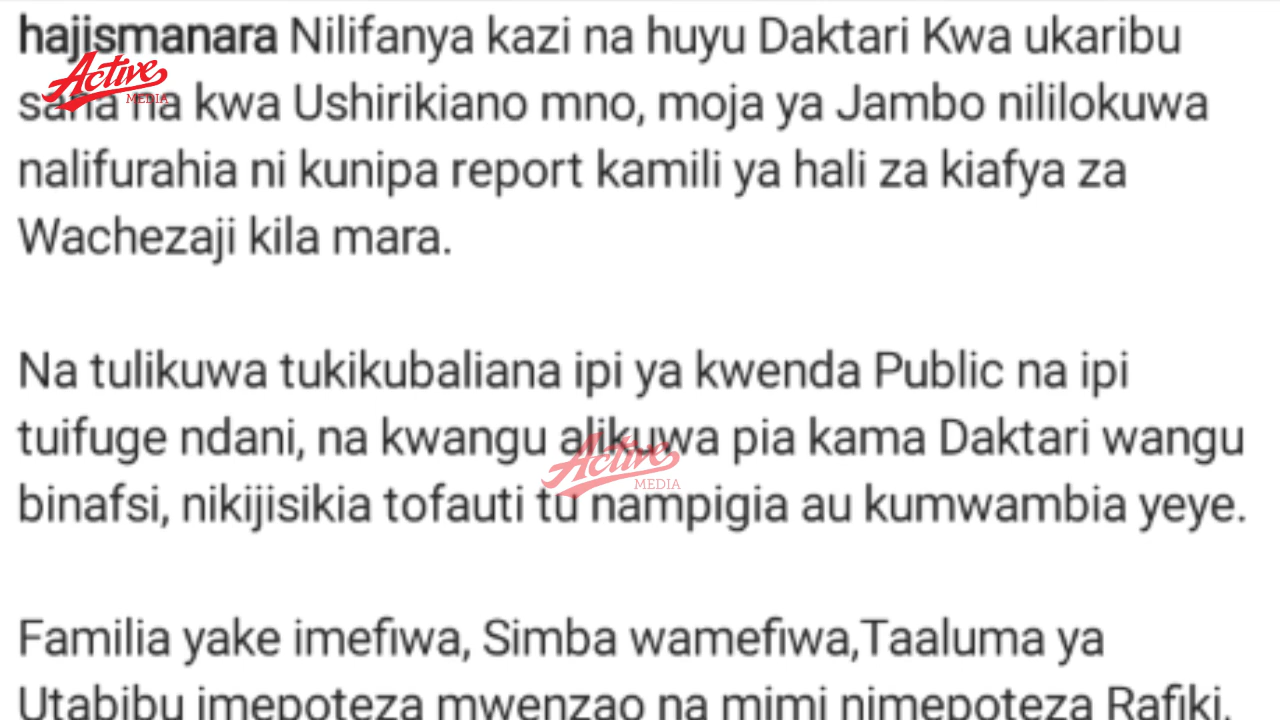 hajismanara Nilifanya kazi na huyu Daktari Kwa ukaribu
sana na kwa Ushirikiano mno, moja ya Jambo nililokuwa
nalifurahia ni kunipa report kamili ya hali za kiafya za
Wachezaji kila mara.
Na tulikuwa tukikubaliana ipi ya kwenda Public na ipi
tuifuge ndani, na kwangu alikuwa pia kama Daktari wangu
binafsi, nikijisikia tofauti tu nampigia au kumwambia yeye.
Familia yake imefiwa, Simba wamefiwa,Taaluma ya
Utabibu imepoteza mwenzao na mimi nimepoteza Rafiki.
Active
MEDIA
Active
MEDIA